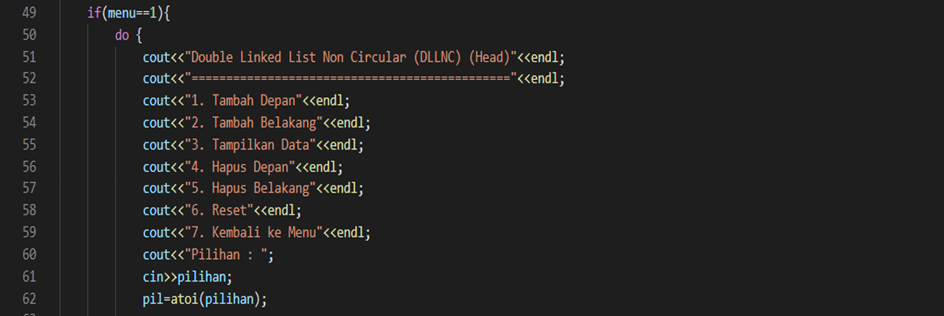 49 if(menu==1){
50 do {
51 cout<<"Double Linked List Non Circular (DLLNC) (Head)"<<endl;
52 cout<<"=============================================="<<endl;
53 cout<<"1. Tambah Depan"<<endl;
54 cout<<"2. Tambah Belakang"<<endl;
55 cout<<"3. Tampilkan Data"<<endl;
56 cout<<"4. Hapus Depan"<<endl;
57 cout<<"5. Hapus Belakang"<<endl;
58 cout<<"6. Reset"<<endl;
59 cout<<"7. Kembali ke Menu"<<endl;
60 cout<<"Pilihan : ";
61 cin>>pilihan;
62 pil=atoi(pilihan);